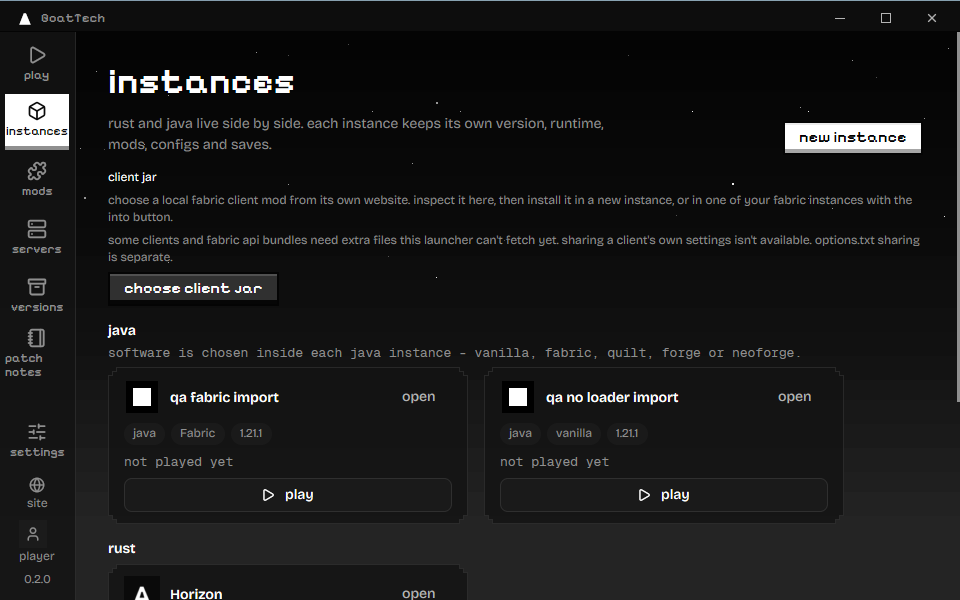 GoatTech
play
instances
mods
servers
versions
patch
notes
settings
site
player
0.2.0
instances
rust and java live side by side. each instance keeps its own version, runtime,
mods, configs and saves.
new instance
client jar
choose a local fabric client mod from its own website. inspect it here, then install it in a new instance, or in one of your fabric instances with the
into button.
some clients and fabric api bundles need extra files this launcher can't fetch yet. sharing a client's own settings isn't available. options.txt sharing
is separate.
choose client jar
java
software is chosen inside each java instance - vanilla, fabric, quilt, forge or neoforge.
qa fabric import
open
java
Fabric
1.21.1
not played yet
play
qa no loader import
open
java
vanilla
1.21.1
not played yet
play
rust
Horizon
open